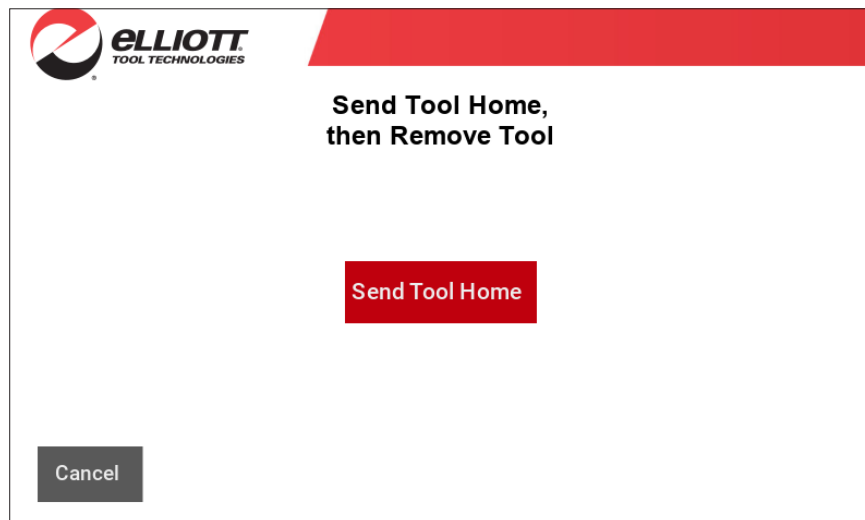 ELLIOTT®
TOOL TECHNOLOGIES
®
Send Tool Home,
then Remove Tool
Send Tool Home
Cancel